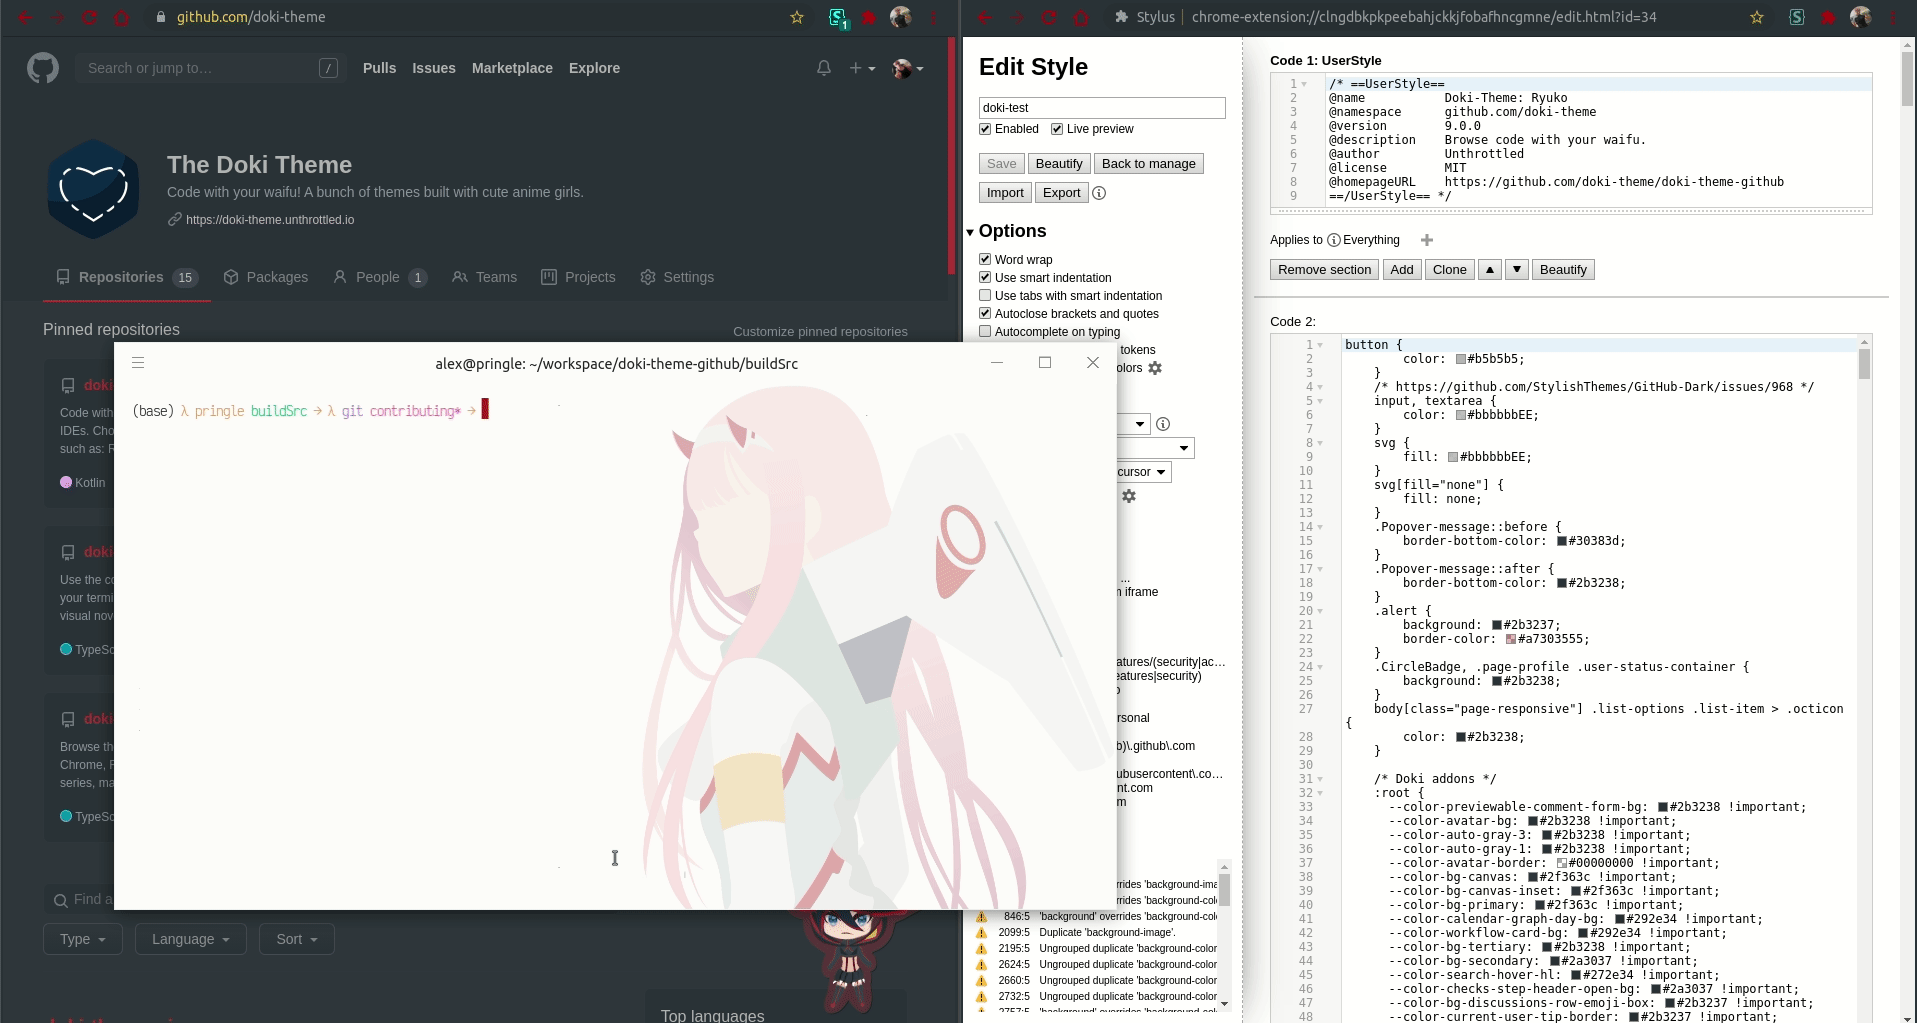 github.com/doki-theme
1
Search or jump to…
/
Pulls Issues Marketplace Explore
The Doki Theme
Code with your waifu! A bunch of themes built with cute anime girls.
https://doki-theme.unthrottled.io
Repositories 15 Packages People 1 Teams Projects Settings
Pinned repositories
Customize pinned repositories
doki
Code with
IDEs. Cho
such as: R
Kotlin
doki
Use the co
your termi
visual nov
TypeSc
doki
Browse th
Chrome, F
series, ma
TypeSc
Find a
Type Language Sort
Top languages
alex@pringle: ~/workspace/doki-theme-github/buildSrc
(base) λ pringle buildSrc → λ git contributing* →
Stylus chrome-extension://clngdbkpkpeebahjckkjfobafhncgmne/edit.html?id=34
Edit Style
doki-test
Enabled Live preview
Save Beautify Back to manage
Import Export
Options
Word wrap
Use smart indentation
Use tabs with smart indentation
Autoclose brackets and quotes
Autocomplete on typing
tokens
olors
cursor
...
iframe
atures/(security|ac…
eatures|security)
rsonal
b)\.github\.com
ubusercontent\.co…
nt.com
m
rrides 'background-ima
rrides 'background-col
846:5 'background' overrides 'background-col
2099:5 Duplicate 'background-image'.
2195:5 Ungrouped duplicate 'background-color
2624:5 Ungrouped duplicate 'background-color
2660:5 Ungrouped duplicate 'background-color
2732:5 Ungrouped duplicate 'background-color
2757:5 'background' overrides 'background-col
Code 1: UserStyle
1 /* ==UserStyle==
2 @name Doki-Theme: Ryuko
3 @namespace github.com/doki-theme
4 @version 9.0.0
5 @description Browse code with your waifu.
6 @author Unthrottled
7 @license MIT
8 @homepageURL https://github.com/doki-theme/doki-theme-github
9 ==/UserStyle== */
Applies to Everything
Remove section Add Clone Beautify
Code 2:
1 button {
2 color: #b5b5b5;
3 }
4 /* https://github.com/StylishThemes/GitHub-Dark/issues/968 */
5 input, textarea {
6 color: #bbbbbbEE;
7 }
8 svg {
9 fill: #bbbbbbEE;
10 }
11 svg[fill="none"] {
12 fill: none;
13 }
14 .Popover-message::before {
15 border-bottom-color: #30383d;
16 }
17 .Popover-message::after {
18 border-bottom-color: #2b3238;
19 }
20 .alert {
21 background: #2b3237;
22 border-color: #a7303555;
23 }
24 .CircleBadge, .page-profile .user-status-container {
25 background: #2b3238;
26 }
27 body[class="page-responsive"] .list-options .list-item > .octicon
{
28 color: #2b3238;
29 }
30
31 /* Doki addons */
32 :root {
33 --color-previewable-comment-form-bg: #2b3238 !important;
34 --color-avatar-bg: #2b3238 !important;
35 --color-auto-gray-3: #2b3238 !important;
36 --color-auto-gray-1: #2b3238 !important;
37 --color-avatar-border: #00000000 !important;
38 --color-bg-canvas: #2f363c !important;
39 --color-bg-canvas-inset: #2f363c !important;
40 --color-bg-primary: #2f363c !important;
41 --color-calendar-graph-day-bg: #292e34 !important;
42 --color-workflow-card-bg: #292e34 !important;
43 --color-bg-tertiary: #2b3238 !important;
44 --color-bg-secondary: #2a3037 !important;
45 --color-search-hover-hl: #272e34 !important;
46 --color-checks-step-header-open-bg: #2a3037 !important;
47 --color-bg-discussions-row-emoji-box: #2b3237 !important;
48 --color-current-user-tip-border: #2b3237 !important;